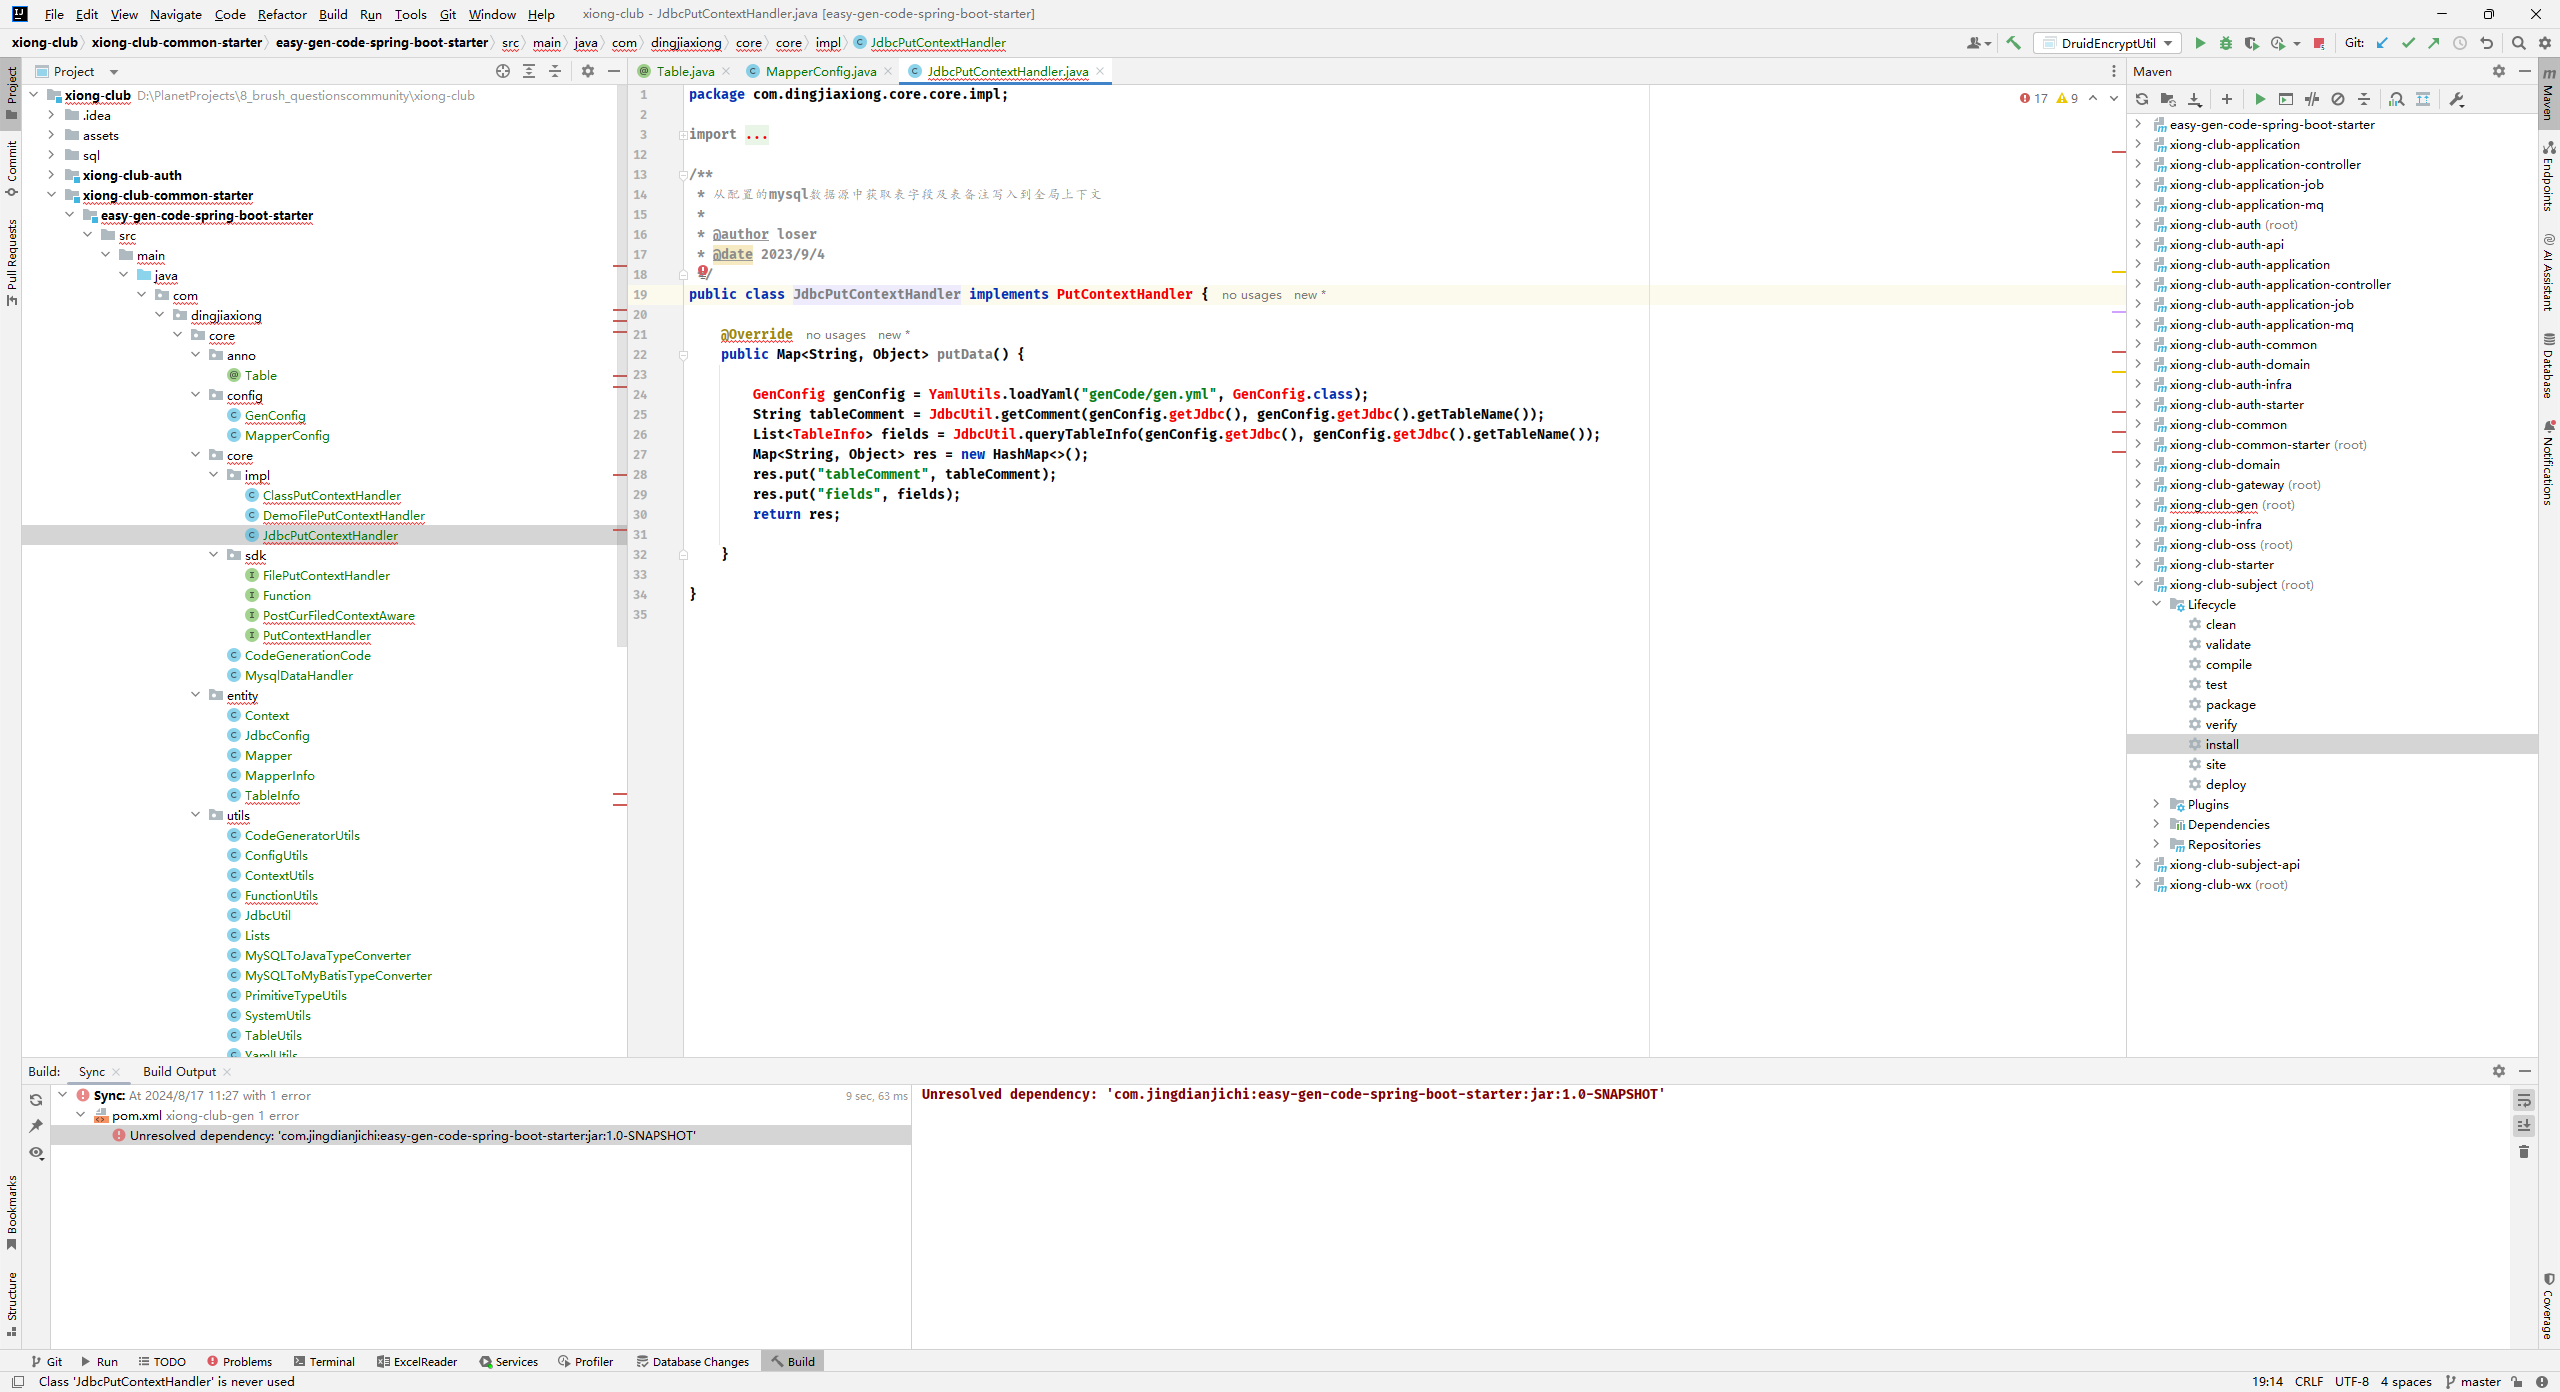 File Edit View Navigate Code Refactor Build Run Tools Git Window Help xiong-club - JdbcPutContextHandler.java [easy-gen-code-spring-boot-starter]
xiong-club xiong-club-common-starter easy-gen-code-spring-boot-starter src main java com dingjiaxiong core core impl JdbcPutContextHandler DruidEncryptUtil Git:
Project
Table.java MapperConfig.java JdbcPutContextHandler.java
Maven
xiong-club D:\PlanetProjects\8_brush_questionscommunity\xiong-club
.idea
assets
sql
xiong-club-auth
xiong-club-common-starter
easy-gen-code-spring-boot-starter
src
main
java
com
dingjiaxiong
core
anno
Table
config
GenConfig
MapperConfig
core
impl
ClassPutContextHandler
DemoFilePutContextHandler
JdbcPutContextHandler
sdk
FilePutContextHandler
Function
PostCurFiledContextAware
PutContextHandler
CodeGenerationCode
MysqlDataHandler
entity
Context
JdbcConfig
Mapper
MapperInfo
TableInfo
utils
CodeGeneratorUtils
ConfigUtils
ContextUtils
FunctionUtils
JdbcUtil
Lists
MySQLToJavaTypeConverter
MySQLToMyBatisTypeConverter
PrimitiveTypeUtils
SystemUtils
TableUtils
YamlUtils
17 9
1 package com.dingjiaxiong.core.core.impl;
2
3 import ...
12
13 /**
14 * 从配置的mysql数据源中获取表字段及表备注写入到全局上下文
15 *
16 * @author loser
17 * @date 2023/9/4
18 */
19 public class JdbcPutContextHandler implements PutContextHandler { no usages new *
20
21 @Override no usages new *
22 public Map<String, Object> putData() {
23
24 GenConfig genConfig = YamlUtils.loadYaml("genCode/gen.yml", GenConfig.class);
25 String tableComment = JdbcUtil.getComment(genConfig.getJdbc(), genConfig.getJdbc().getTableName());
26 List<TableInfo> fields = JdbcUtil.queryTableInfo(genConfig.getJdbc(), genConfig.getJdbc().getTableName());
27 Map<String, Object> res = new HashMap<>();
28 res.put("tableComment", tableComment);
29 res.put("fields", fields);
30 return res;
31
32 }
33
34 }
35
easy-gen-code-spring-boot-starter
xiong-club-application
xiong-club-application-controller
xiong-club-application-job
xiong-club-application-mq
xiong-club-auth (root)
xiong-club-auth-api
xiong-club-auth-application
xiong-club-auth-application-controller
xiong-club-auth-application-job
xiong-club-auth-application-mq
xiong-club-auth-common
xiong-club-auth-domain
xiong-club-auth-infra
xiong-club-auth-starter
xiong-club-common
xiong-club-common-starter (root)
xiong-club-domain
xiong-club-gateway (root)
xiong-club-gen (root)
xiong-club-infra
xiong-club-oss (root)
xiong-club-starter
xiong-club-subject (root)
Lifecycle
clean
validate
compile
test
package
verify
install
site
deploy
Plugins
Dependencies
Repositories
xiong-club-subject-api
xiong-club-wx (root)
Project
Commit
Pull Requests
Bookmarks
Structure
Maven
Endpoints
AI Assistant
Database
Notifications
Coverage
Build: Sync Build Output
Sync: At 2024/8/17 11:27 with 1 error 9 sec, 63 ms
pom.xml xiong-club-gen 1 error
Unresolved dependency: 'com.jingdianjichi:easy-gen-code-spring-boot-starter:jar:1.0-SNAPSHOT'
Unresolved dependency: 'com.jingdianjichi:easy-gen-code-spring-boot-starter:jar:1.0-SNAPSHOT'
Git Run TODO Problems Terminal ExcelReader Services Profiler Database Changes Build
Class 'JdbcPutContextHandler' is never used 19:14 CRLF UTF-8 4 spaces master